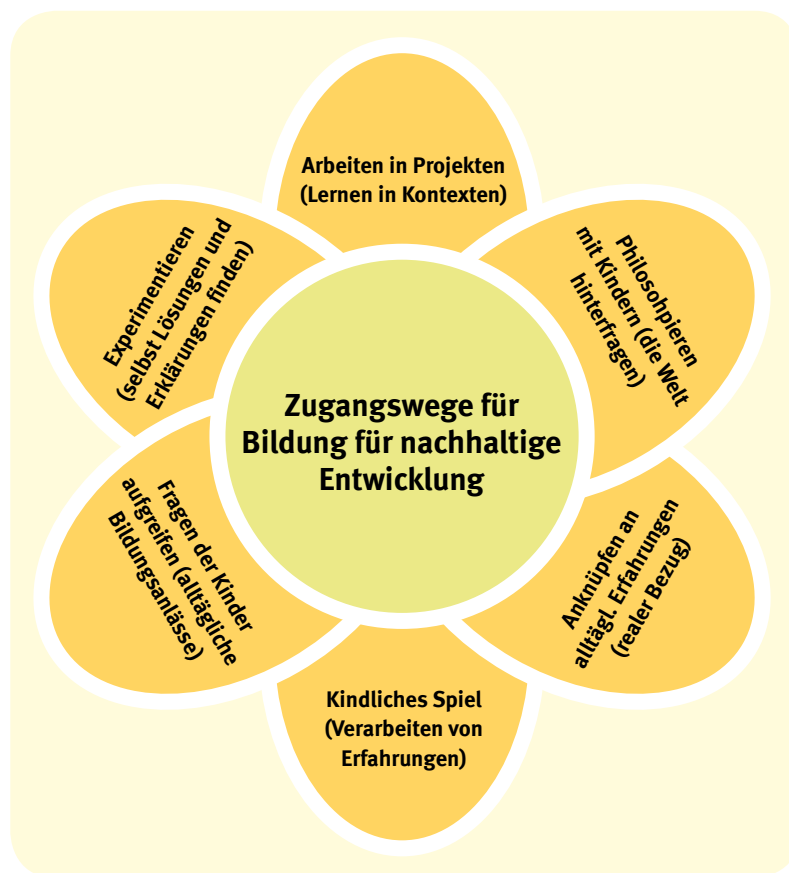 Arbeiten in Projekten
(Lernen in Kontexten)
Philosohpieren
mit Kindern (die Welt
hinterfragen)
Anknüpfen an
alltägl. Erfahrungen
(realer Bezug)
Kindliches Spiel
(Verarbeiten von
Erfahrungen)
Fragen der Kinder
aufgreifen (alltägliche
Bildungsanlässe)
Experimentieren
(selbst Lösungen und
Erklärungen finden)
Zugangswege für
Bildung für nachhaltige
Entwicklung